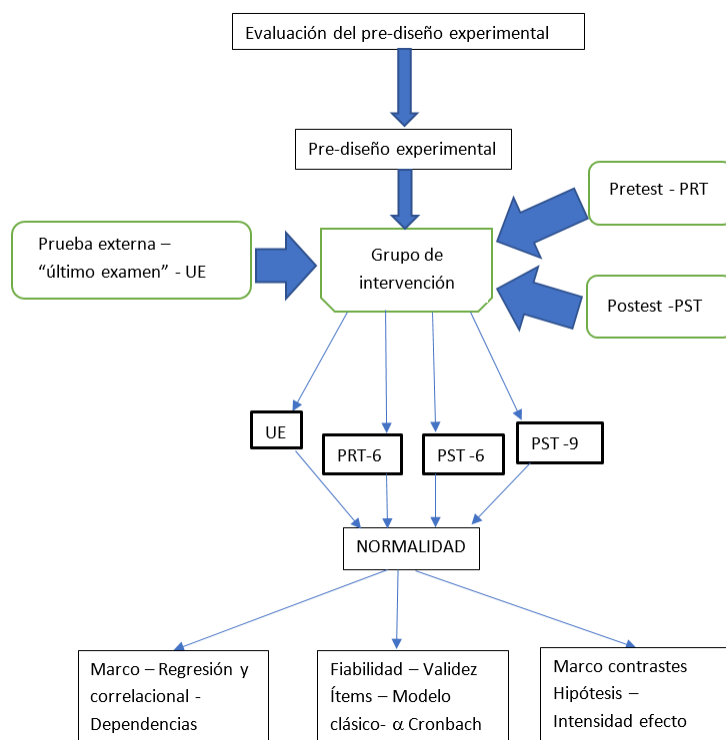 Evaluación del pre-diseño experimental
Pre-diseño experimental
Pretest - PRT
Prueba externa –
“último examen” - UE
Grupo de
intervención
Postest -PST
UE
PRT-6
PST -6
PST -9
NORMALIDAD
Marco – Regresión y
correlacional -
Dependencias
Fiabilidad – Validez
Ítems – Modelo
clásico- α Cronbach
Marco contrastes
Hipótesis –
Intensidad efecto